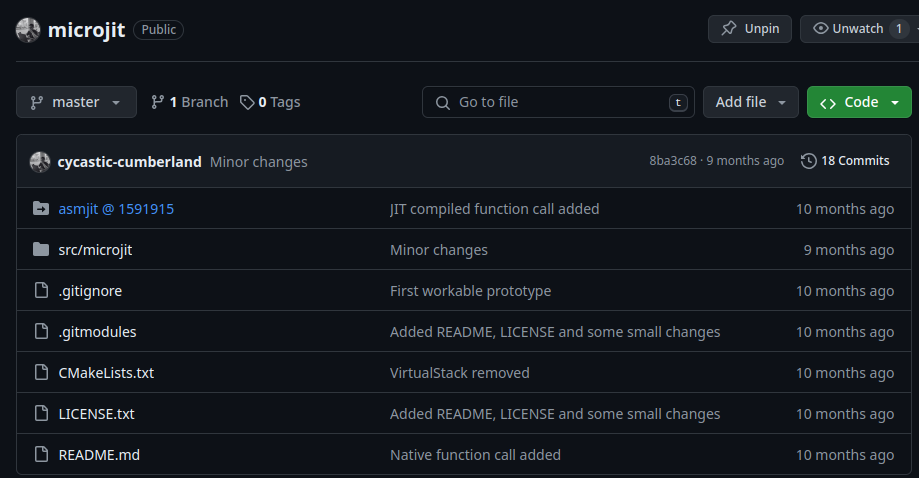 microjit Public Unpin Unwatch 1
master 1 Branch 0 Tags Go to file t Add file Code
cycastic-cumberland Minor changes 8ba3c68 · 9 months ago 18 Commits
asmjit @ 1591915 JIT compiled function call added 10 months ago
src/microjit Minor changes 9 months ago
.gitignore First workable prototype 10 months ago
.gitmodules Added README, LICENSE and some small changes 10 months ago
CMakeLists.txt VirtualStack removed 10 months ago
LICENSE.txt Added README, LICENSE and some small changes 10 months ago
README.md Native function call added 10 months ago